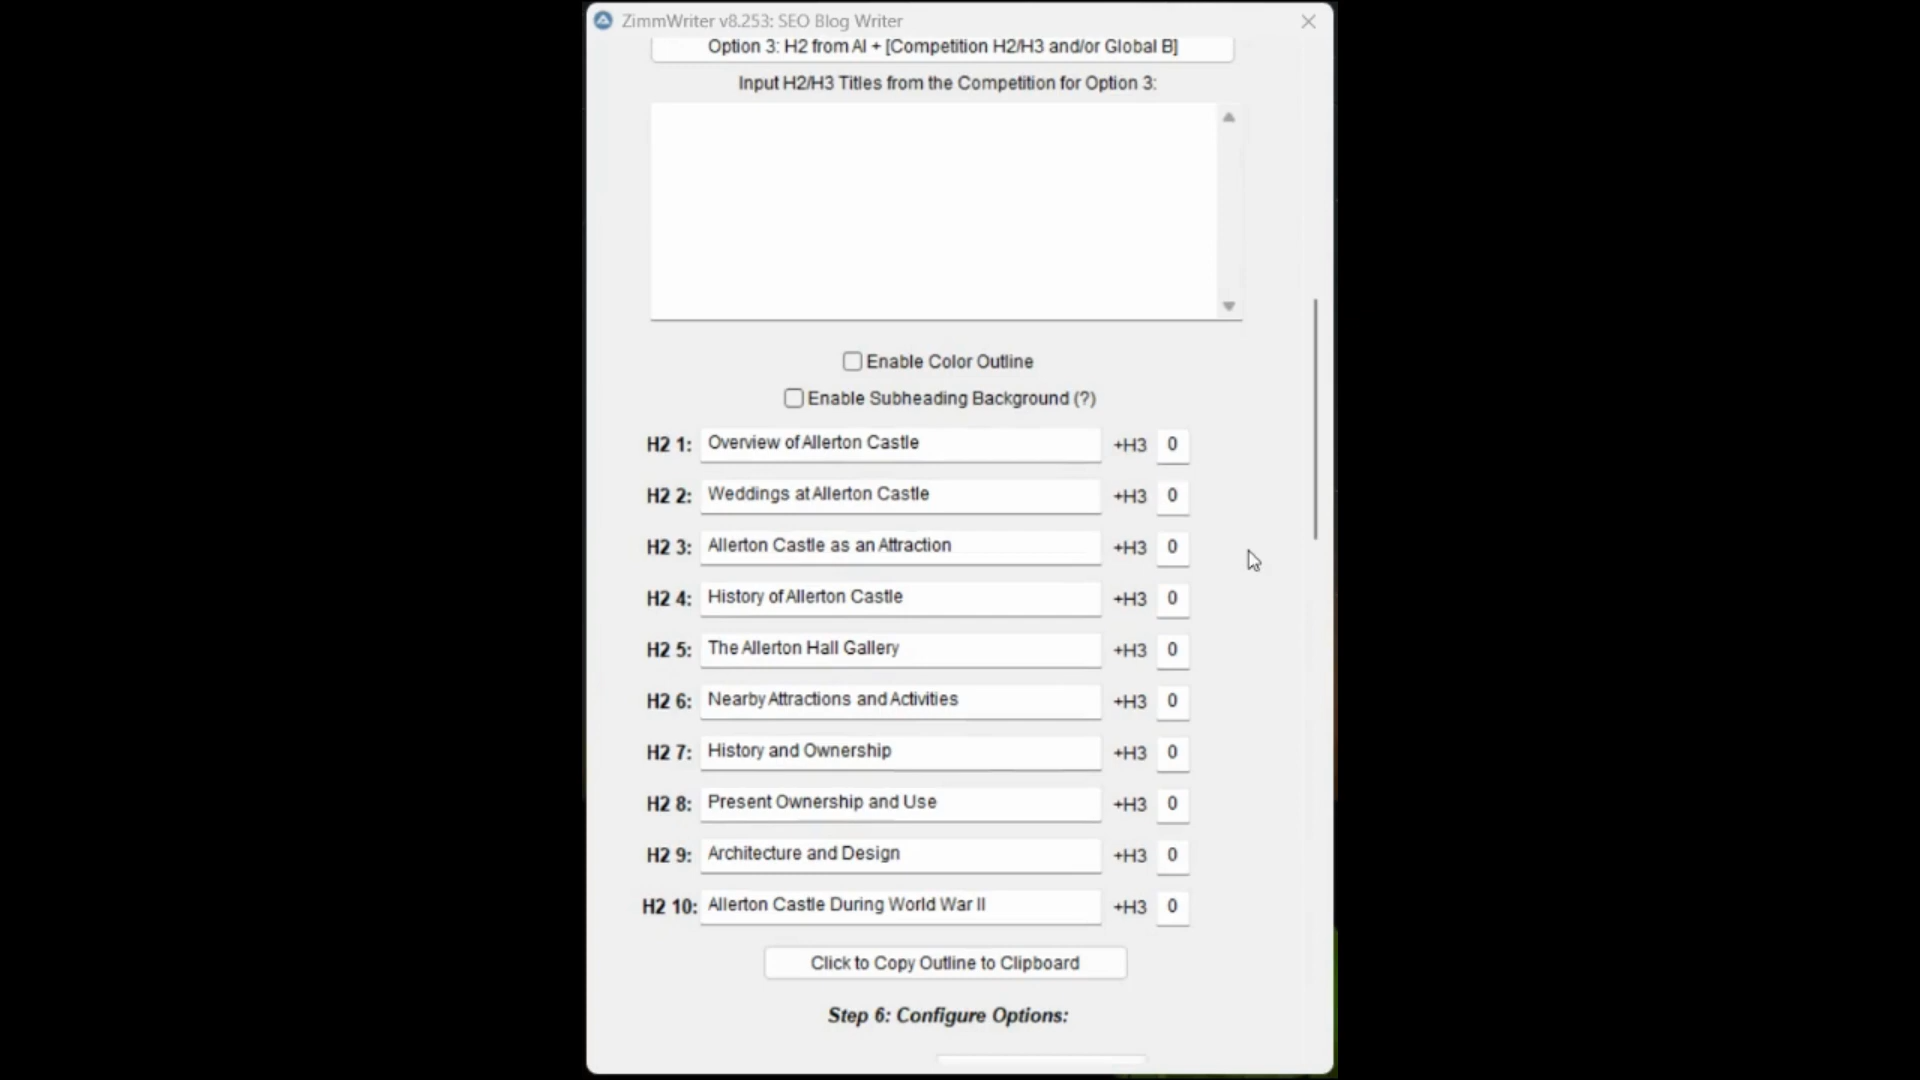 ZimmWriter v8.253: SEO Blog Writer
Option 3: H2 from AI + [Competition H2/H3 and/or Global B]
Input H2/H3 Titles from the Competition for Option 3:
Enable Color Outline
Enable Subheading Background (?)
H2 1: Overview of Allerton Castle +H3 0
H2 2: Weddings at Allerton Castle +H3 0
H2 3: Allerton Castle as an Attraction +H3 0
H2 4: History of Allerton Castle +H3 0
H2 5: The Allerton Hall Gallery +H3 0
H2 6: Nearby Attractions and Activities +H3 0
H2 7: History and Ownership +H3 0
H2 8: Present Ownership and Use +H3 0
H2 9: Architecture and Design +H3 0
H2 10: Allerton Castle During World War II +H3 0
Click to Copy Outline to Clipboard
Step 6: Configure Options: